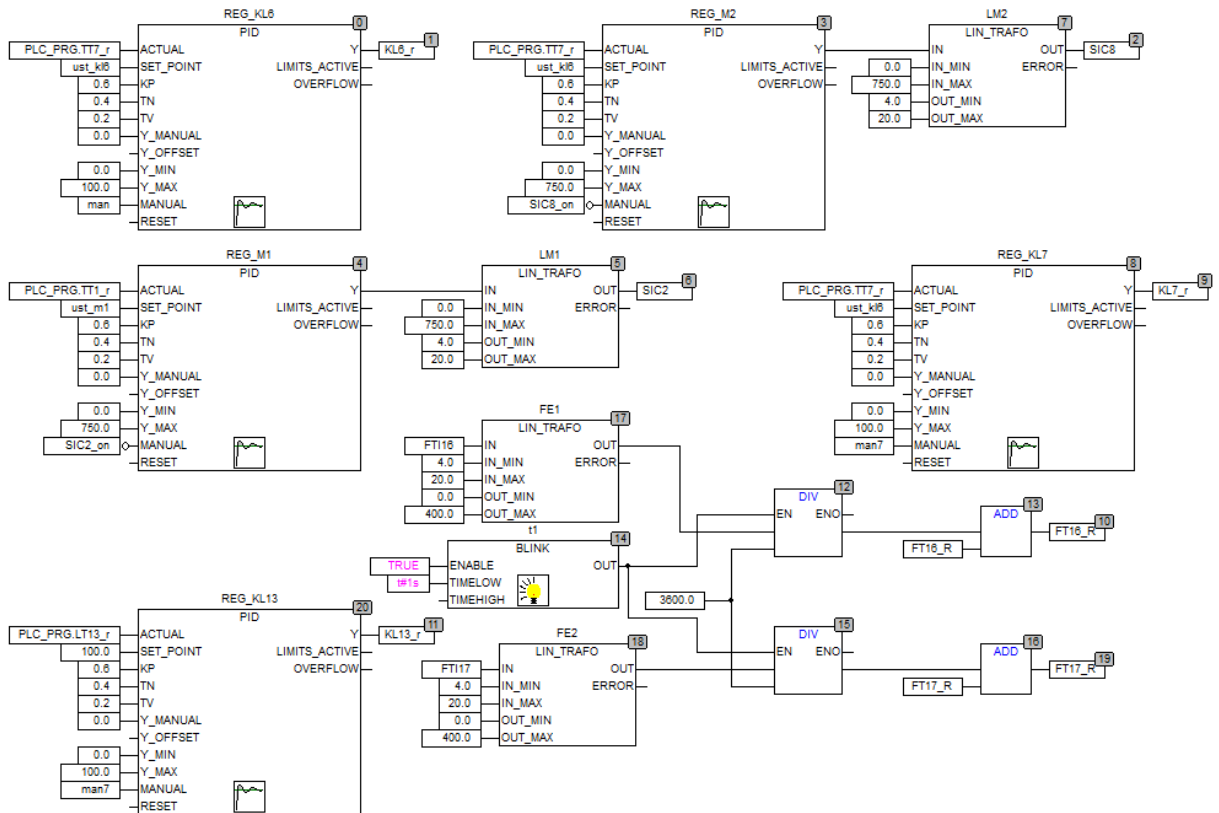 REG_KL6
0
PID
PLC_PRG.TT7_r ACTUAL Y KL6_r 1
ust_kl6 SET_POINT LIMITS_ACTIVE
0.6 KP OVERFLOW
0.4 TN
0.2 TV
0.0 Y_MANUAL
Y_OFFSET
0.0 Y_MIN
100.0 Y_MAX
man MANUAL
RESET
REG_M2
3
PID
PLC_PRG.TT7_r ACTUAL Y
ust_kl6 SET_POINT LIMITS_ACTIVE
0.6 KP OVERFLOW
0.4 TN
0.2 TV
0.0 Y_MANUAL
Y_OFFSET
0.0 Y_MIN
750.0 Y_MAX
SIC8_on MANUAL
RESET
LM2
7
LIN_TRAFO
IN OUT SIC8 2
0.0 IN_MIN ERROR
750.0 IN_MAX
4.0 OUT_MIN
20.0 OUT_MAX
REG_M1
4
PID
PLC_PRG.TT1_r ACTUAL Y
ust_m1 SET_POINT LIMITS_ACTIVE
0.6 KP OVERFLOW
0.4 TN
0.2 TV
0.0 Y_MANUAL
Y_OFFSET
0.0 Y_MIN
750.0 Y_MAX
SIC2_on MANUAL
RESET
LM1
5
LIN_TRAFO
IN OUT SIC2 6
0.0 IN_MIN ERROR
750.0 IN_MAX
4.0 OUT_MIN
20.0 OUT_MAX
REG_KL7
8
PID
PLC_PRG.TT7_r ACTUAL Y KL7_r 9
ust_kl6 SET_POINT LIMITS_ACTIVE
0.6 KP OVERFLOW
0.4 TN
0.2 TV
0.0 Y_MANUAL
Y_OFFSET
0.0 Y_MIN
100.0 Y_MAX
man7 MANUAL
RESET
FE1
17
LIN_TRAFO
FTI16 IN OUT
4.0 IN_MIN ERROR
20.0 IN_MAX
0.0 OUT_MIN
400.0 OUT_MAX
t1
14
BLINK
TRUE ENABLE OUT
t#1s TIMELOW
TIMEHIGH
12
DIV
EN ENO
13
ADD
FT16_R
FT16_R 10
3600.0
REG_KL13
20
PID
PLC_PRG.LT13_r ACTUAL Y KL13_r 11
100.0 SET_POINT LIMITS_ACTIVE
0.6 KP OVERFLOW
0.4 TN
0.2 TV
0.0 Y_MANUAL
Y_OFFSET
0.0 Y_MIN
100.0 Y_MAX
man7 MANUAL
RESET
FE2
18
LIN_TRAFO
FTI17 IN OUT
4.0 IN_MIN ERROR
20.0 IN_MAX
0.0 OUT_MIN
400.0 OUT_MAX
15
DIV
EN ENO
16
ADD
FT17_R
FT17_R 19